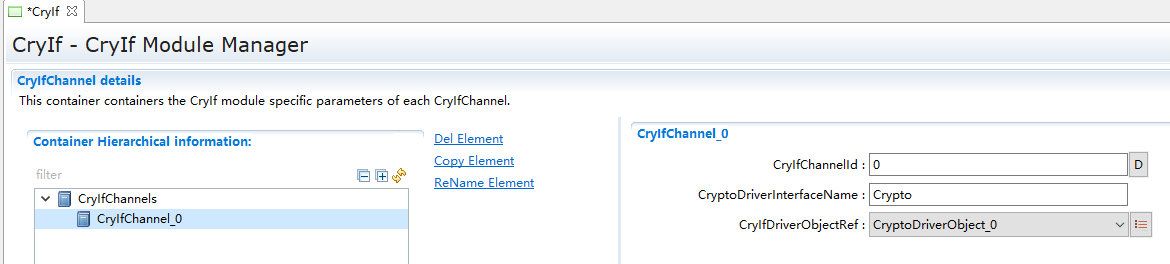 *CryIf
CryIf - CryIf Module Manager
CryIfChannel details
This container containers the CryIf module specific parameters of each CryIfChannel.
Container Hierarchical information:
filter
CryIfChannels
CryIfChannel_0
Del Element
Copy Element
ReName Element
CryIfChannel_0
CryIfChannelId : 0 D
CryptoDriverInterfaceName : Crypto
CryIfDriverObjectRef : CryptoDriverObject_0